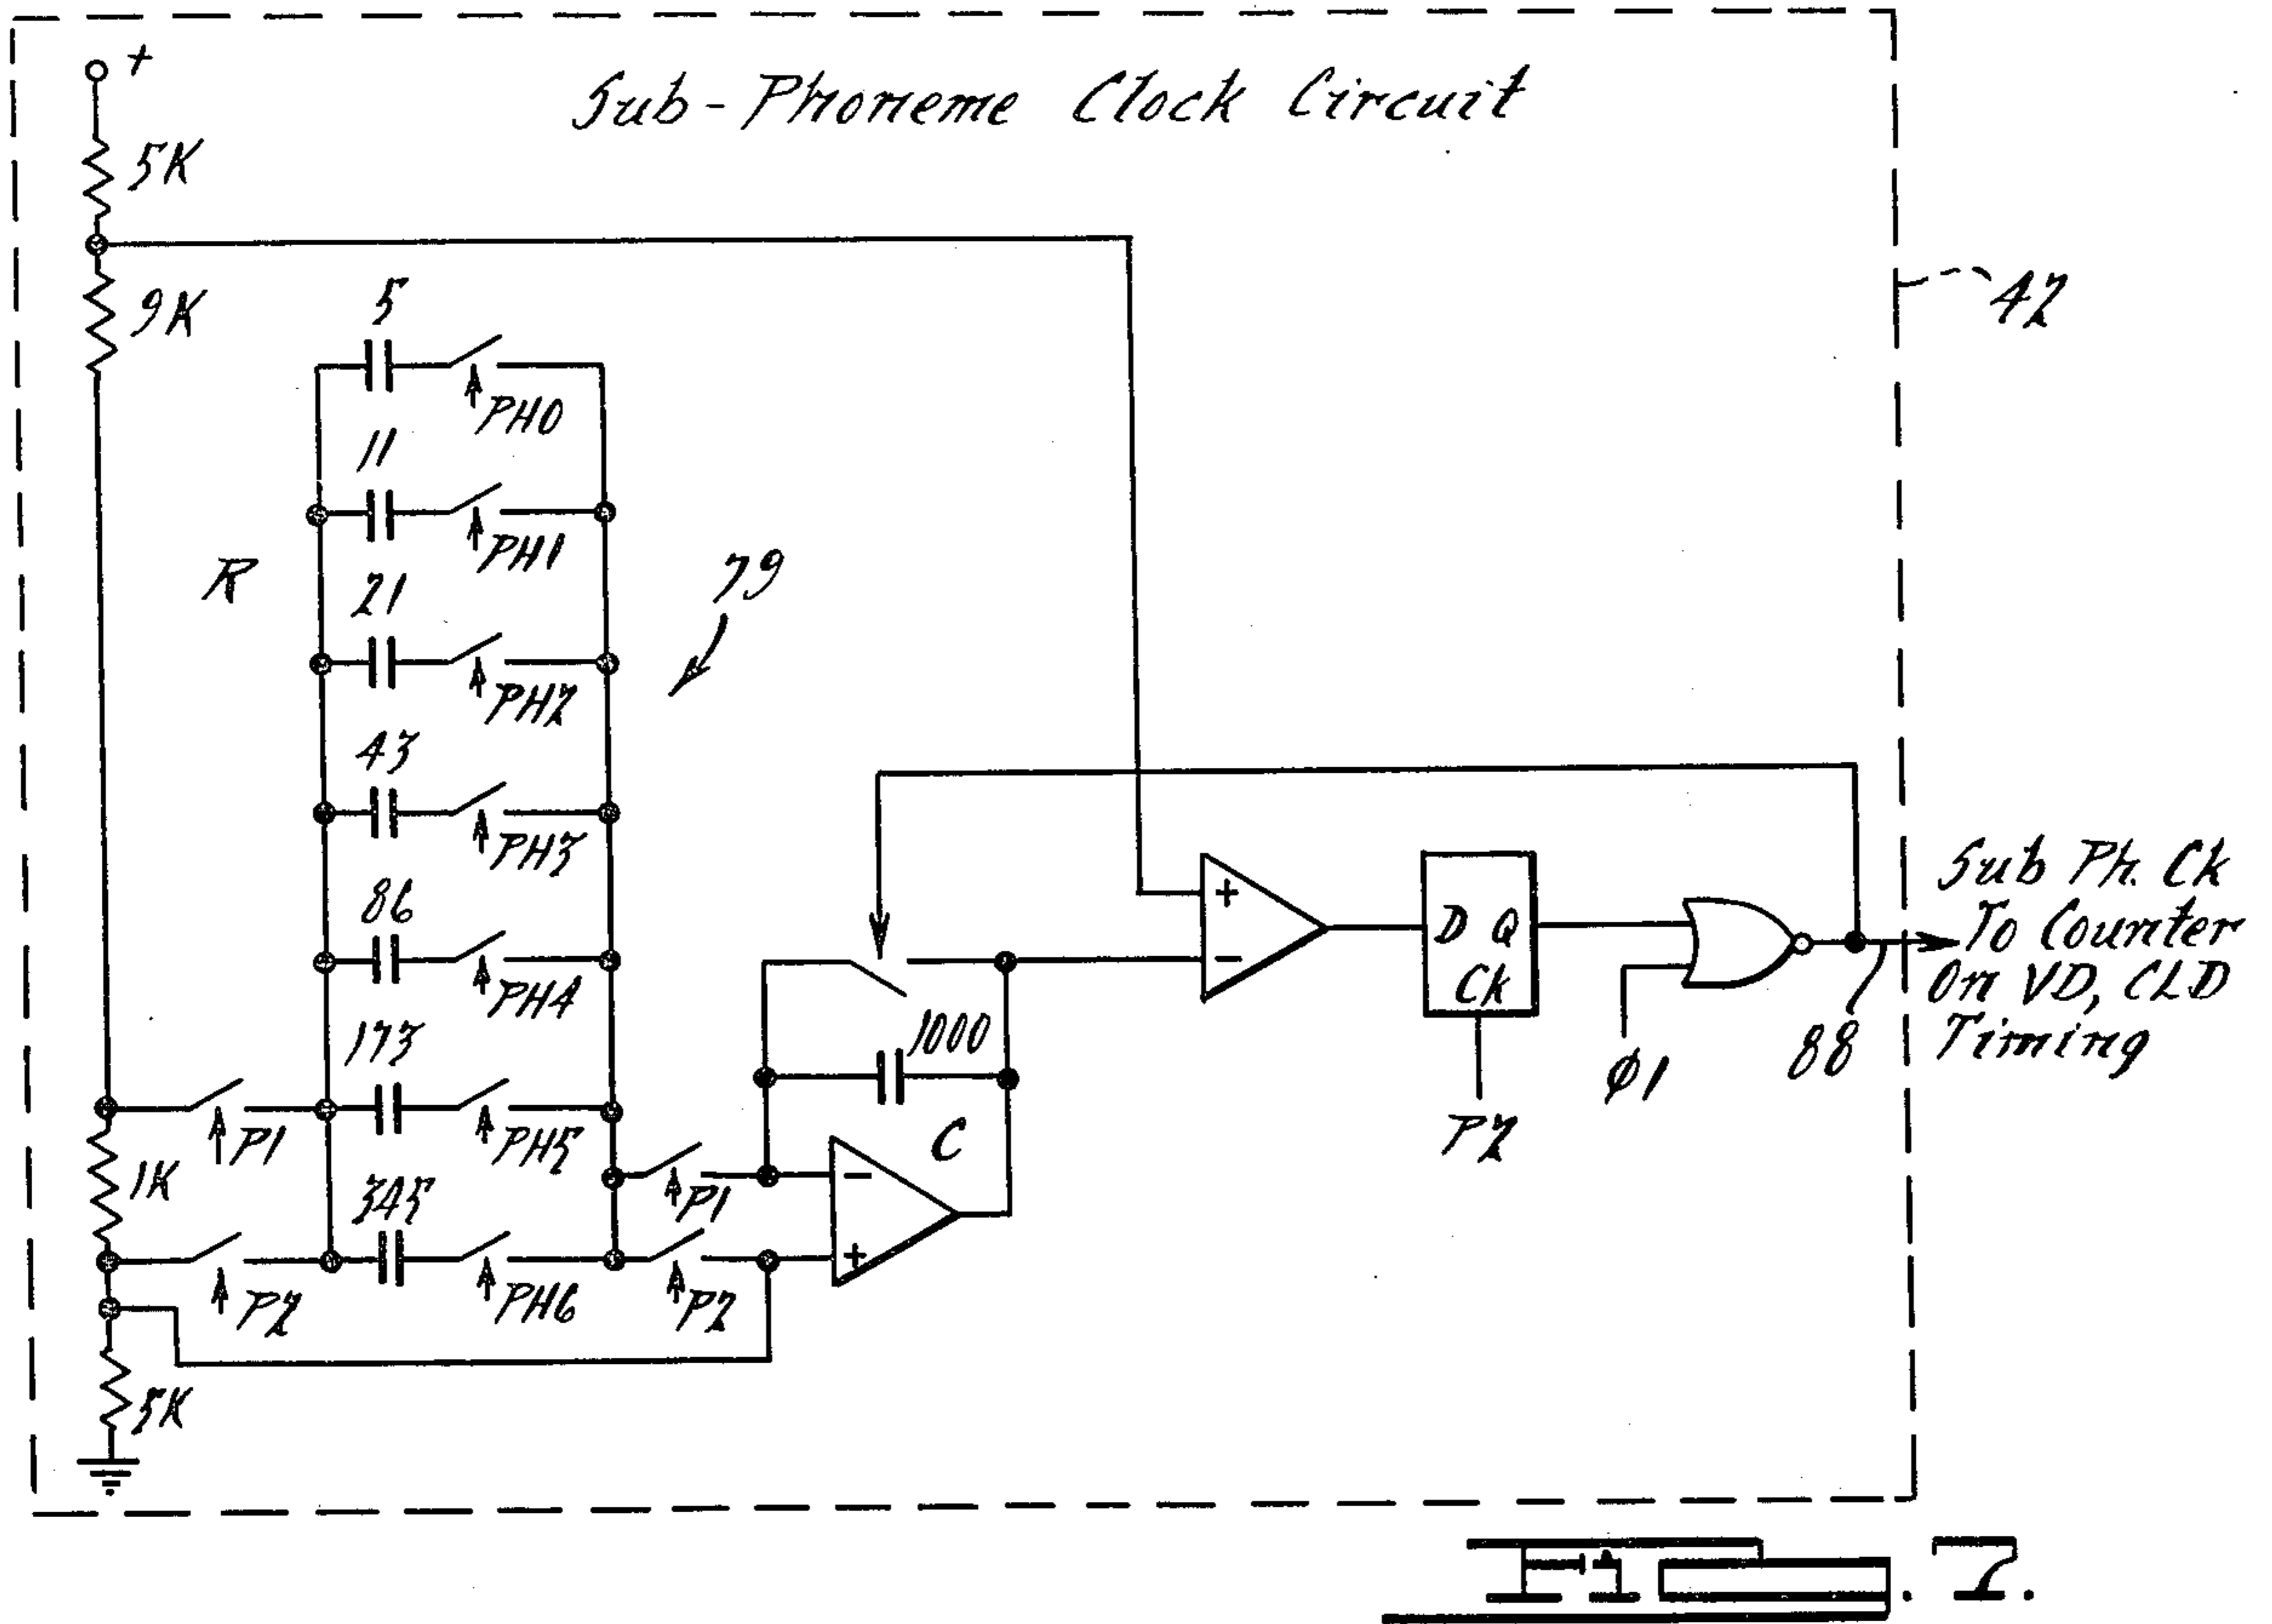 +
Sub-Phoneme Clock Circuit
5K
9K
42
5
PH0
11
PH1
R
21
79
PH2
43
PH3
86
PH4
173
P1
PH5
1K
345
P2
PH6
P1
P2
5K
1000
C
+
-
-
+
D Q
Ck
P2
φ1
88
Sub Ph. Ck
To Counter
On VD, CLD
Timing
Fig. 7.